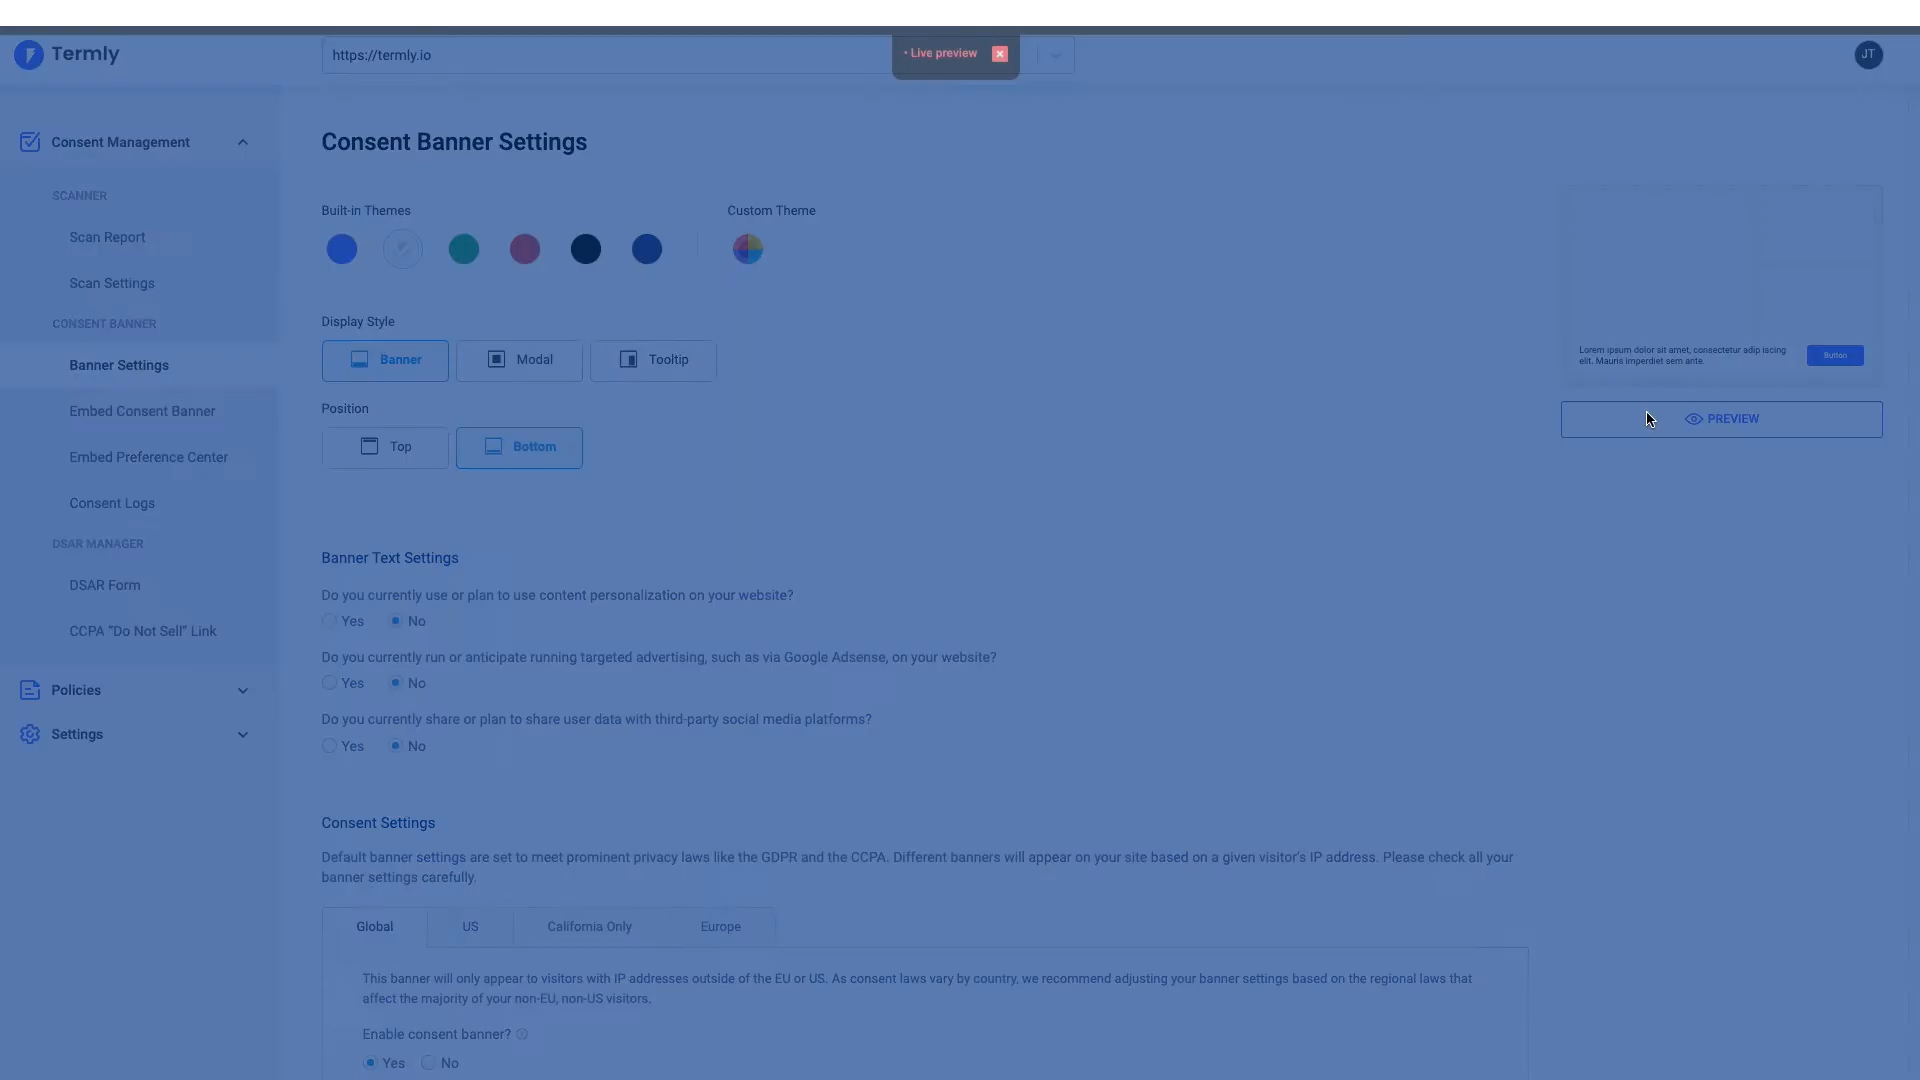 Termly
https://termly.io
• Live preview
JT
Consent Management
SCANNER
Scan Report
Scan Settings
CONSENT BANNER
Banner Settings
Embed Consent Banner
Embed Preference Center
Consent Logs
DSAR MANAGER
DSAR Form
CCPA "Do Not Sell" Link
Policies
Settings
Consent Banner Settings
Built-in Themes
Custom Theme
Display Style
Banner
Modal
Tooltip
Position
Top
Bottom
Lorem ipsum dolor sit amet, consectetur adip iscing
elit. Mauris imperdiet sem ante.
Button
PREVIEW
Banner Text Settings
Do you currently use or plan to use content personalization on your website?
Yes No
Do you currently run or anticipate running targeted advertising, such as via Google Adsense, on your website?
Yes No
Do you currently share or plan to share user data with third-party social media platforms?
Yes No
Consent Settings
Default banner settings are set to meet prominent privacy laws like the GDPR and the CCPA. Different banners will appear on your site based on a given visitor's IP address. Please check all your
banner settings carefully.
Global US California Only Europe
This banner will only appear to visitors with IP addresses outside of the EU or US. As consent laws vary by country, we recommend adjusting your banner settings based on the regional laws that
affect the majority of your non-EU, non-US visitors.
Enable consent banner?
Yes No